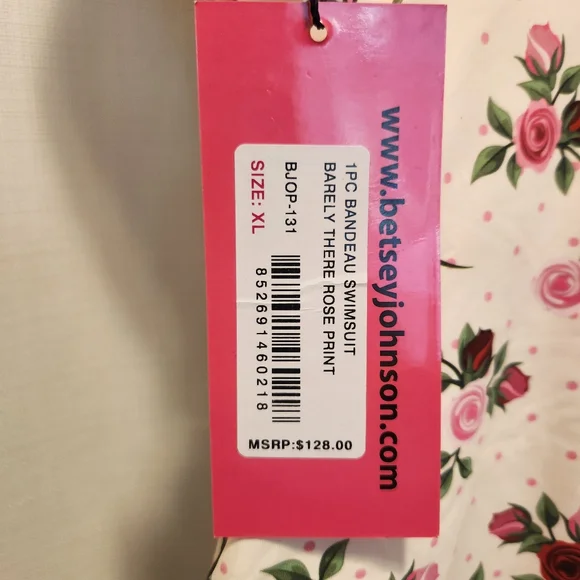 www.betseyjohnson.com
1PC BANDEAU SWIMSUIT
BARELY THERE ROSE PRINT
BJOP-131
SIZE: XL
852691460218
MSRP:$128.00